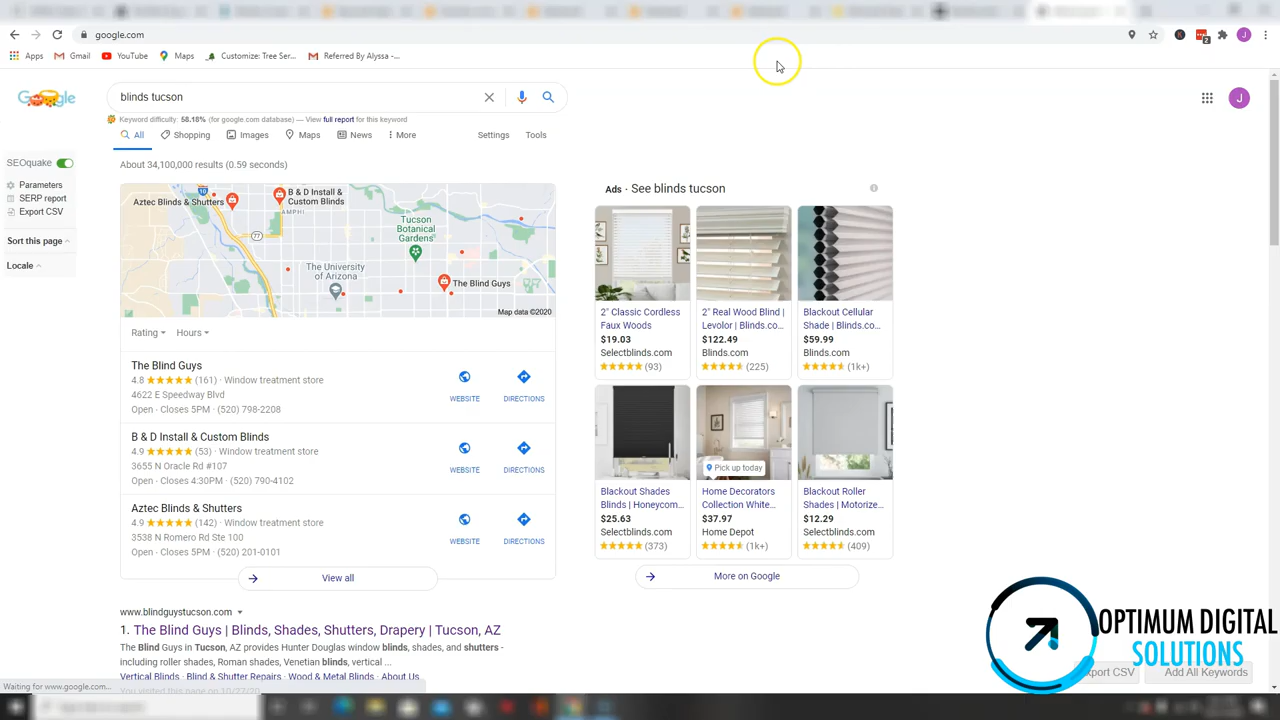 google.com
Apps Gmail YouTube Maps Customize: Tree Ser... Referred By Alyssa -...
Google
blinds tucson
Keyword difficulty: 58.18% (for google.com database) — View full report for this keyword
All Shopping Images Maps News More Settings Tools
About 34,100,000 results (0.59 seconds)
SEOquake
Parameters
SERP report
Export CSV
Sort this page
Locale
Aztec Blinds & Shutters
B & D Install &
Custom Blinds
AMPHI
10
77
Tucson
Botanical
Gardens
The University
of Arizona
The Blind Guys
Map data ©2020
Rating Hours
The Blind Guys
4.8 (161) · Window treatment store
4622 E Speedway Blvd
Open · Closes 5PM · (520) 798-2208
WEBSITE DIRECTIONS
B & D Install & Custom Blinds
4.9 (53) · Window treatment store
3655 N Oracle Rd #107
Open · Closes 4:30PM · (520) 790-4102
WEBSITE DIRECTIONS
Aztec Blinds & Shutters
4.9 (142) · Window treatment store
3538 N Romero Rd Ste 100
Open · Closes 5PM · (520) 201-0101
WEBSITE DIRECTIONS
View all
Ads · See blinds tucson
2" Classic Cordless
Faux Woods
$19.03
Selectblinds.com
(93)
2" Real Wood Blind |
Levolor | Blinds.co...
$122.49
Blinds.com
(225)
Blackout Cellular
Shade | Blinds.co...
$59.99
Blinds.com
(1k+)
Blackout Shades
Blinds | Honeycom...
$25.63
Selectblinds.com
(373)
Pick up today
Home Decorators
Collection White...
$37.97
Home Depot
(1k+)
Blackout Roller
Shades | Motorize...
$12.29
Selectblinds.com
(409)
More on Google
www.blindguystucson.com
1. The Blind Guys | Blinds, Shades, Shutters, Drapery | Tucson, AZ
The Blind Guys in Tucson, AZ provides Hunter Douglas window blinds, shades, and shutters -
including roller shades, Roman shades, Venetian blinds, vertical ...
Vertical Blinds · Blind & Shutter Repairs · Wood & Metal Blinds · About Us
You visited this page on 10/27/20.
Waiting for www.google.com...
OPTIMUM DIGITAL
SOLUTIONS
Export CSV Add All Keywords
J
J